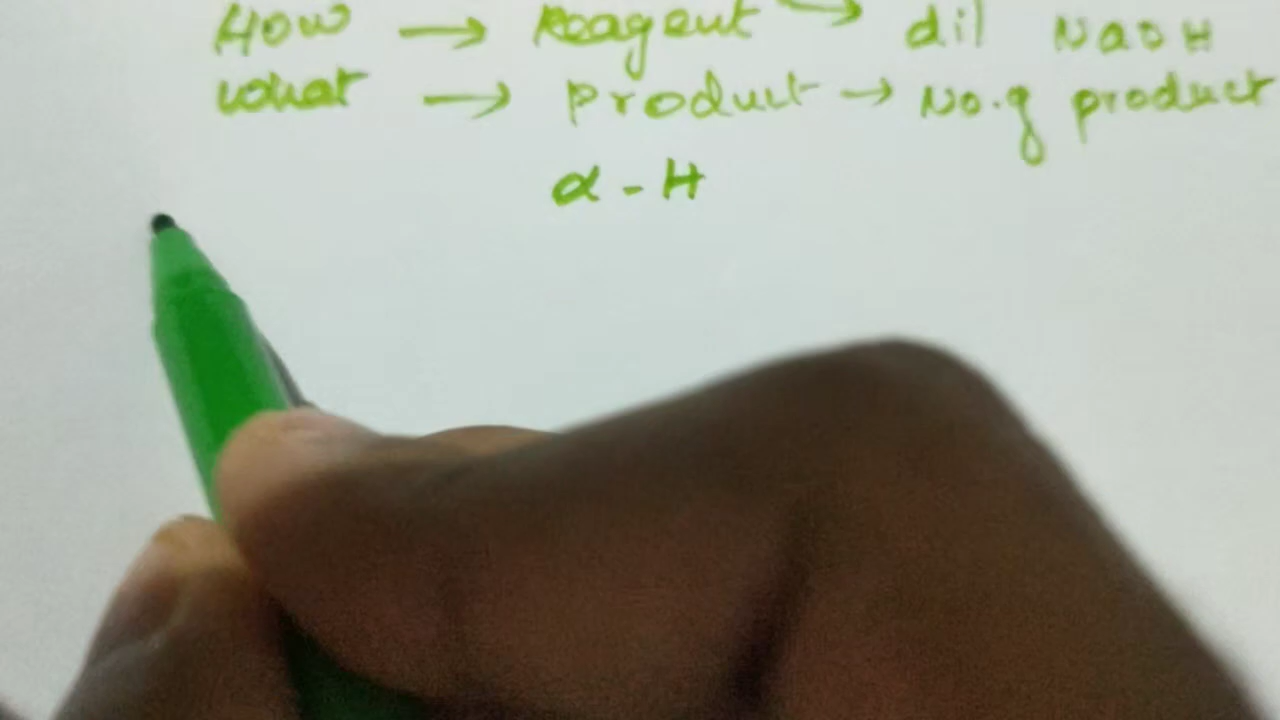 How → Reagent → dil NaOH
What → Product → No.of product
α - H